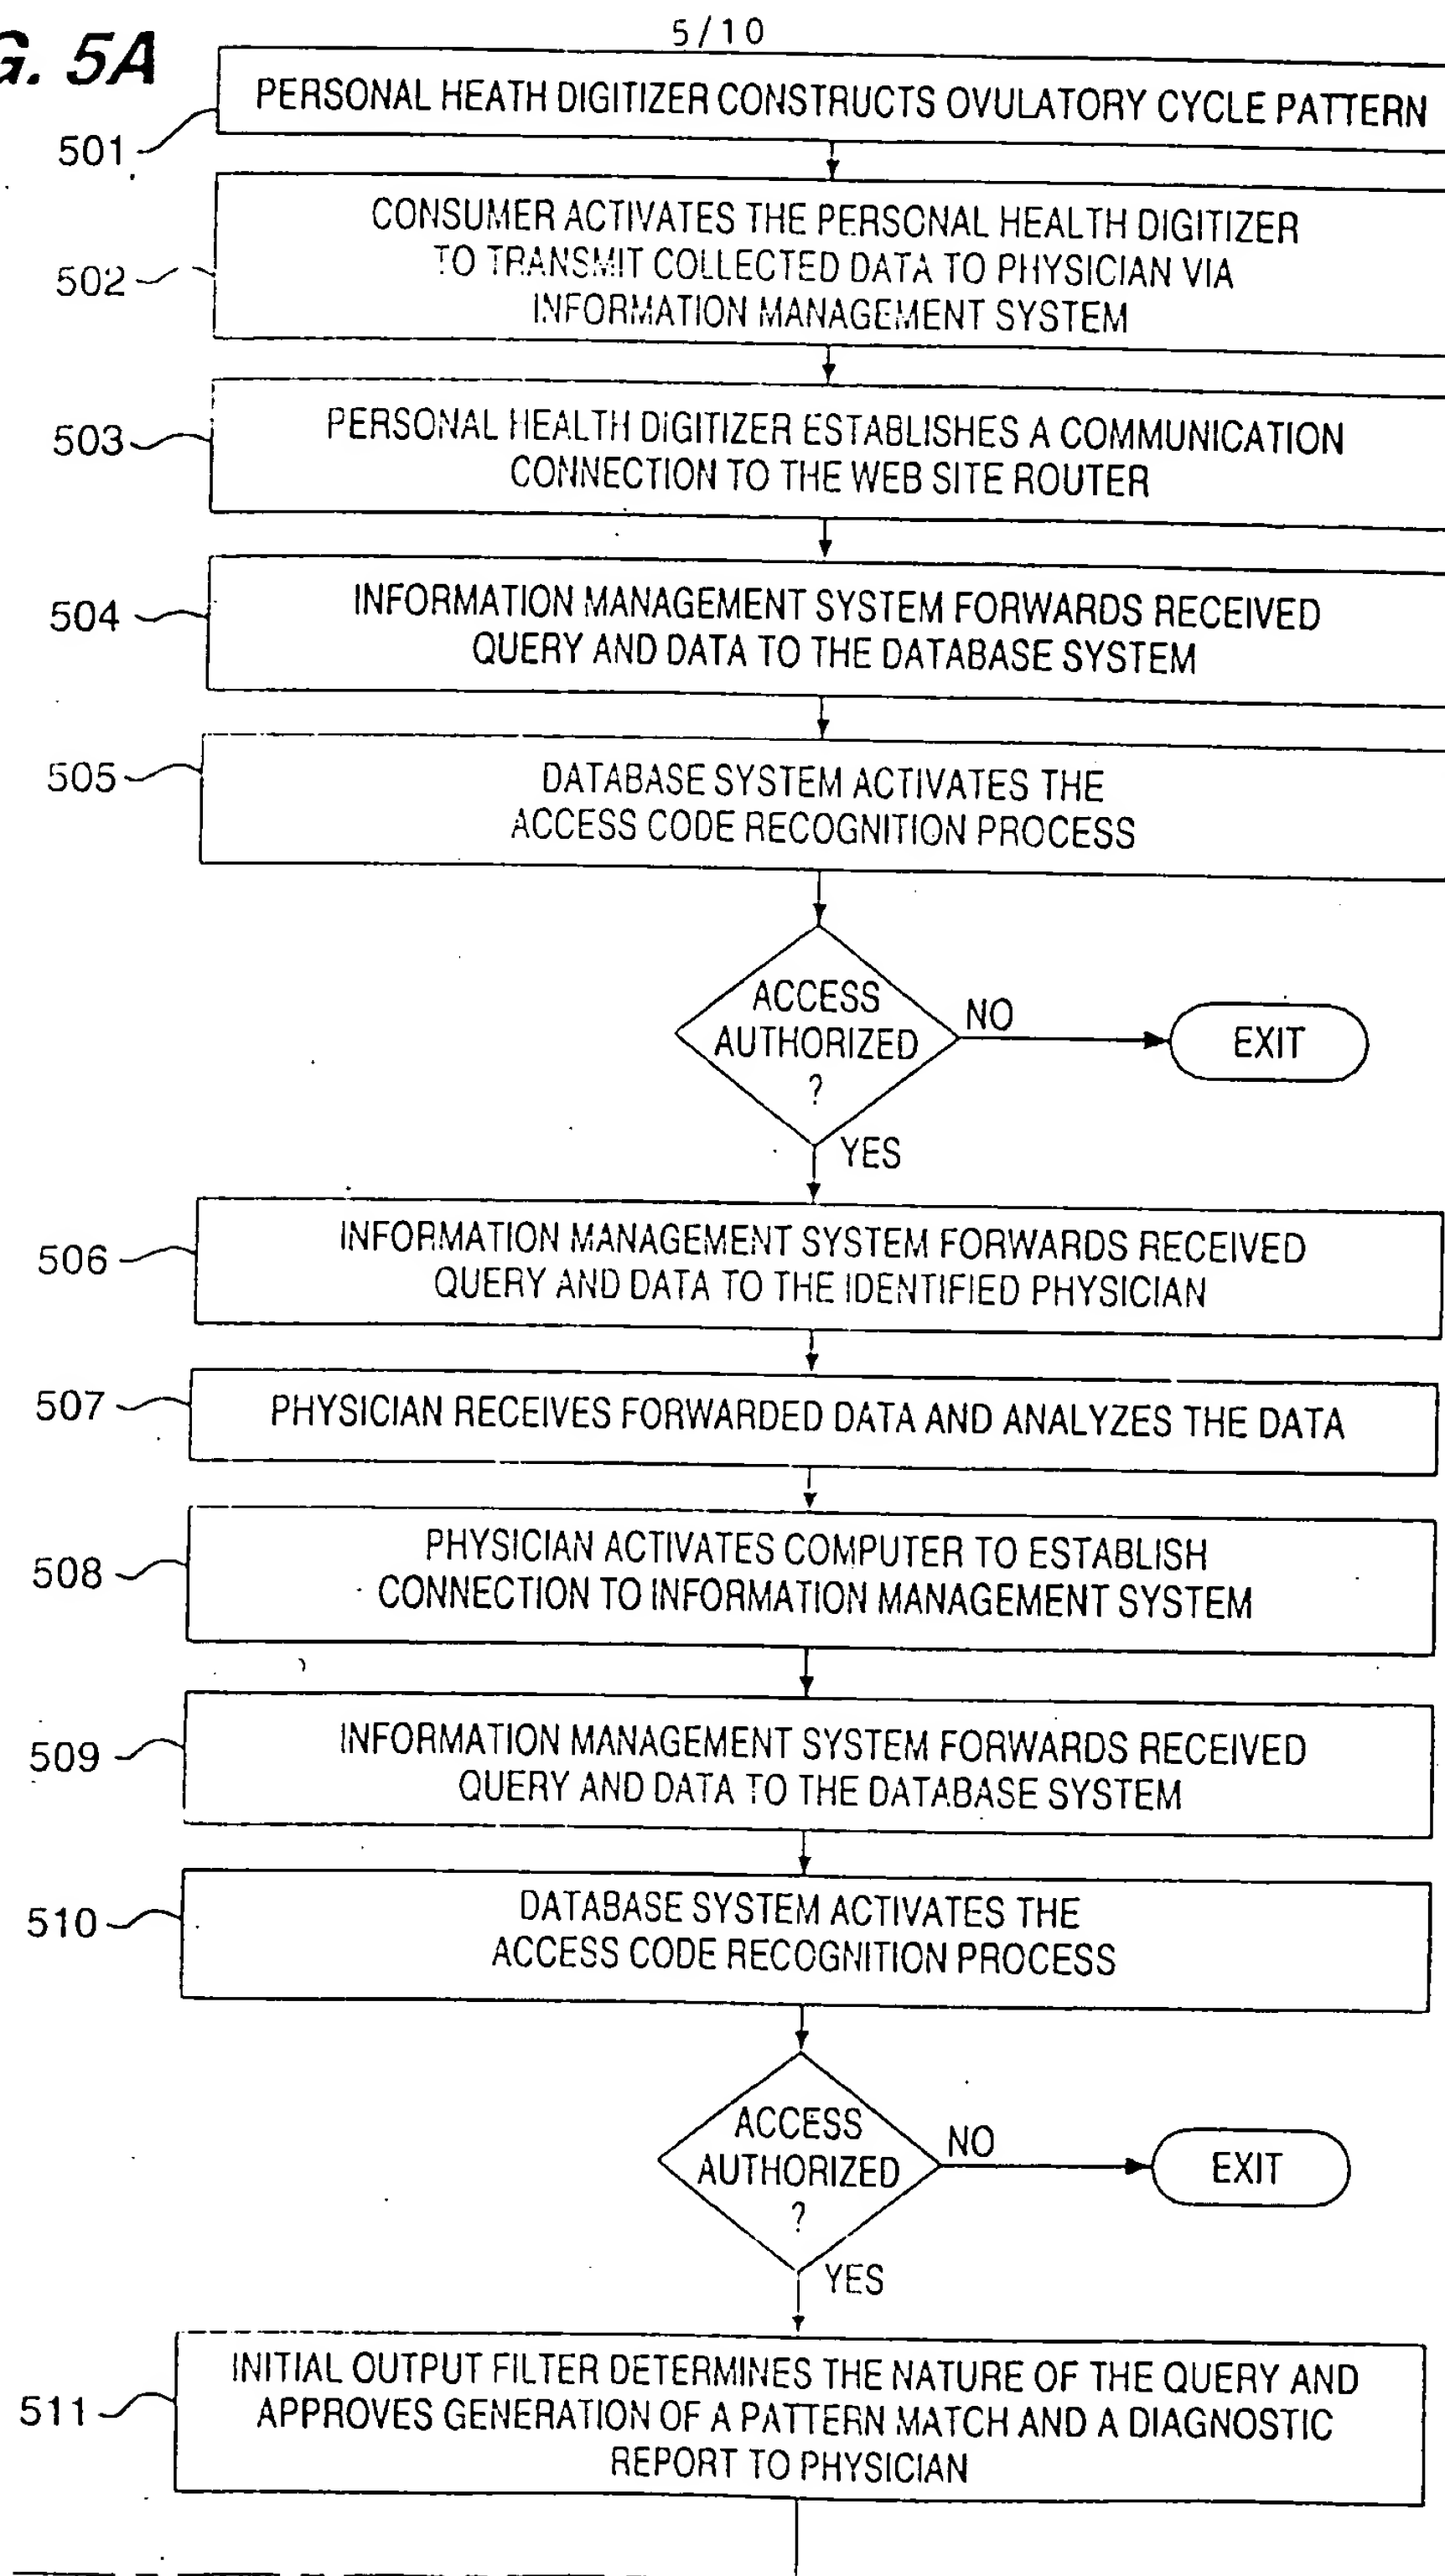 5/10
G. 5A
PERSONAL HEATH DIGITIZER CONSTRUCTS OVULATORY CYCLE PATTERN
501
CONSUMER ACTIVATES THE PERSONAL HEALTH DIGITIZER
TO TRANSMIT COLLECTED DATA TO PHYSICIAN VIA
INFORMATION MANAGEMENT SYSTEM
502
PERSONAL HEALTH DIGITIZER ESTABLISHES A COMMUNICATION
CONNECTION TO THE WEB SITE ROUTER
503
INFORMATION MANAGEMENT SYSTEM FORWARDS RECEIVED
QUERY AND DATA TO THE DATABASE SYSTEM
504
DATABASE SYSTEM ACTIVATES THE
ACCESS CODE RECOGNITION PROCESS
505
ACCESS
AUTHORIZED
?
NO
EXIT
YES
INFORMATION MANAGEMENT SYSTEM FORWARDS RECEIVED
QUERY AND DATA TO THE IDENTIFIED PHYSICIAN
506
PHYSICIAN RECEIVES FORWARDED DATA AND ANALYZES THE DATA
507
PHYSICIAN ACTIVATES COMPUTER TO ESTABLISH
CONNECTION TO INFORMATION MANAGEMENT SYSTEM
508
INFORMATION MANAGEMENT SYSTEM FORWARDS RECEIVED
QUERY AND DATA TO THE DATABASE SYSTEM
509
DATABASE SYSTEM ACTIVATES THE
ACCESS CODE RECOGNITION PROCESS
510
ACCESS
AUTHORIZED
?
NO
EXIT
YES
INITIAL OUTPUT FILTER DETERMINES THE NATURE OF THE QUERY AND
APPROVES GENERATION OF A PATTERN MATCH AND A DIAGNOSTIC
REPORT TO PHYSICIAN
511